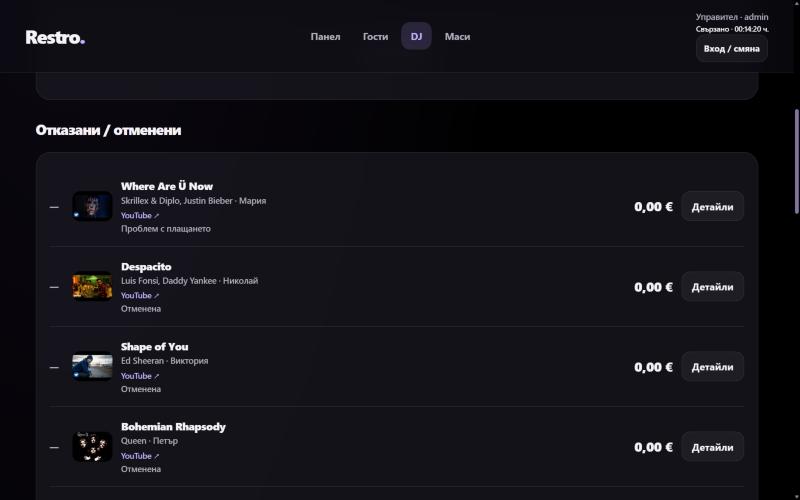 Restro.
Панел
Гости
DJ
Маси
Управител · admin
Свързано · 00:14:20 ч.
Вход / смяна
Отказани / отменени
—
Where Are Ü Now
Skrillex & Diplo, Justin Bieber · Мария
YouTube ↗
Проблем с плащането
0,00 €
Детайли
—
Despacito
Luis Fonsi, Daddy Yankee · Николай
YouTube ↗
Отменена
0,00 €
Детайли
—
Shape of You
Ed Sheeran · Виктория
YouTube ↗
Отменена
0,00 €
Детайли
—
Bohemian Rhapsody
Queen · Петър
YouTube ↗
Отменена
0,00 €
Детайли